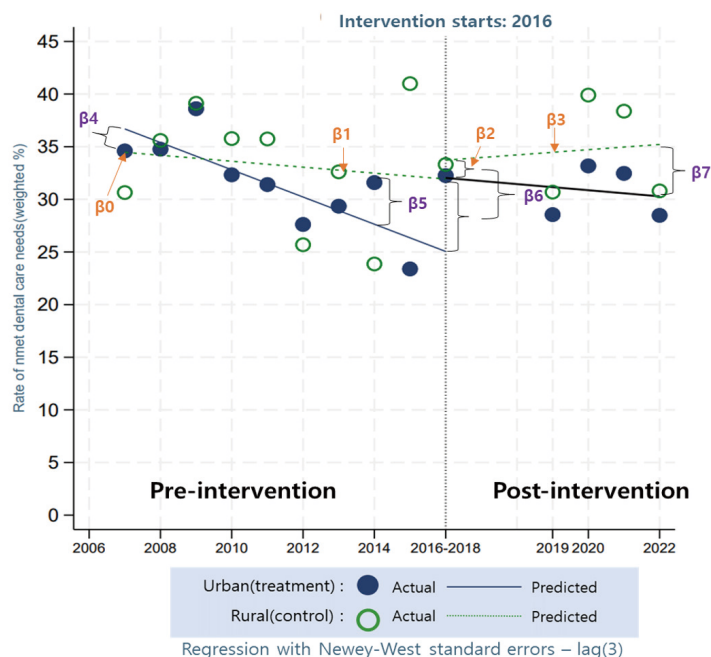 Intervention starts: 2016
45
40
35
30
25
20
15
10
5
0
Rate of nmet dental care needs(weighted %)
β4
β0
β1
β5
β2
β3
β6
β7
Pre-intervention
Post-intervention
2006 2008 2010 2012 2014 2016-2018 2019 2020 2022
Urban(treatment) : Actual Predicted
Rural(control) : Actual Predicted
Regression with Newey-West standard errors – lag(3)